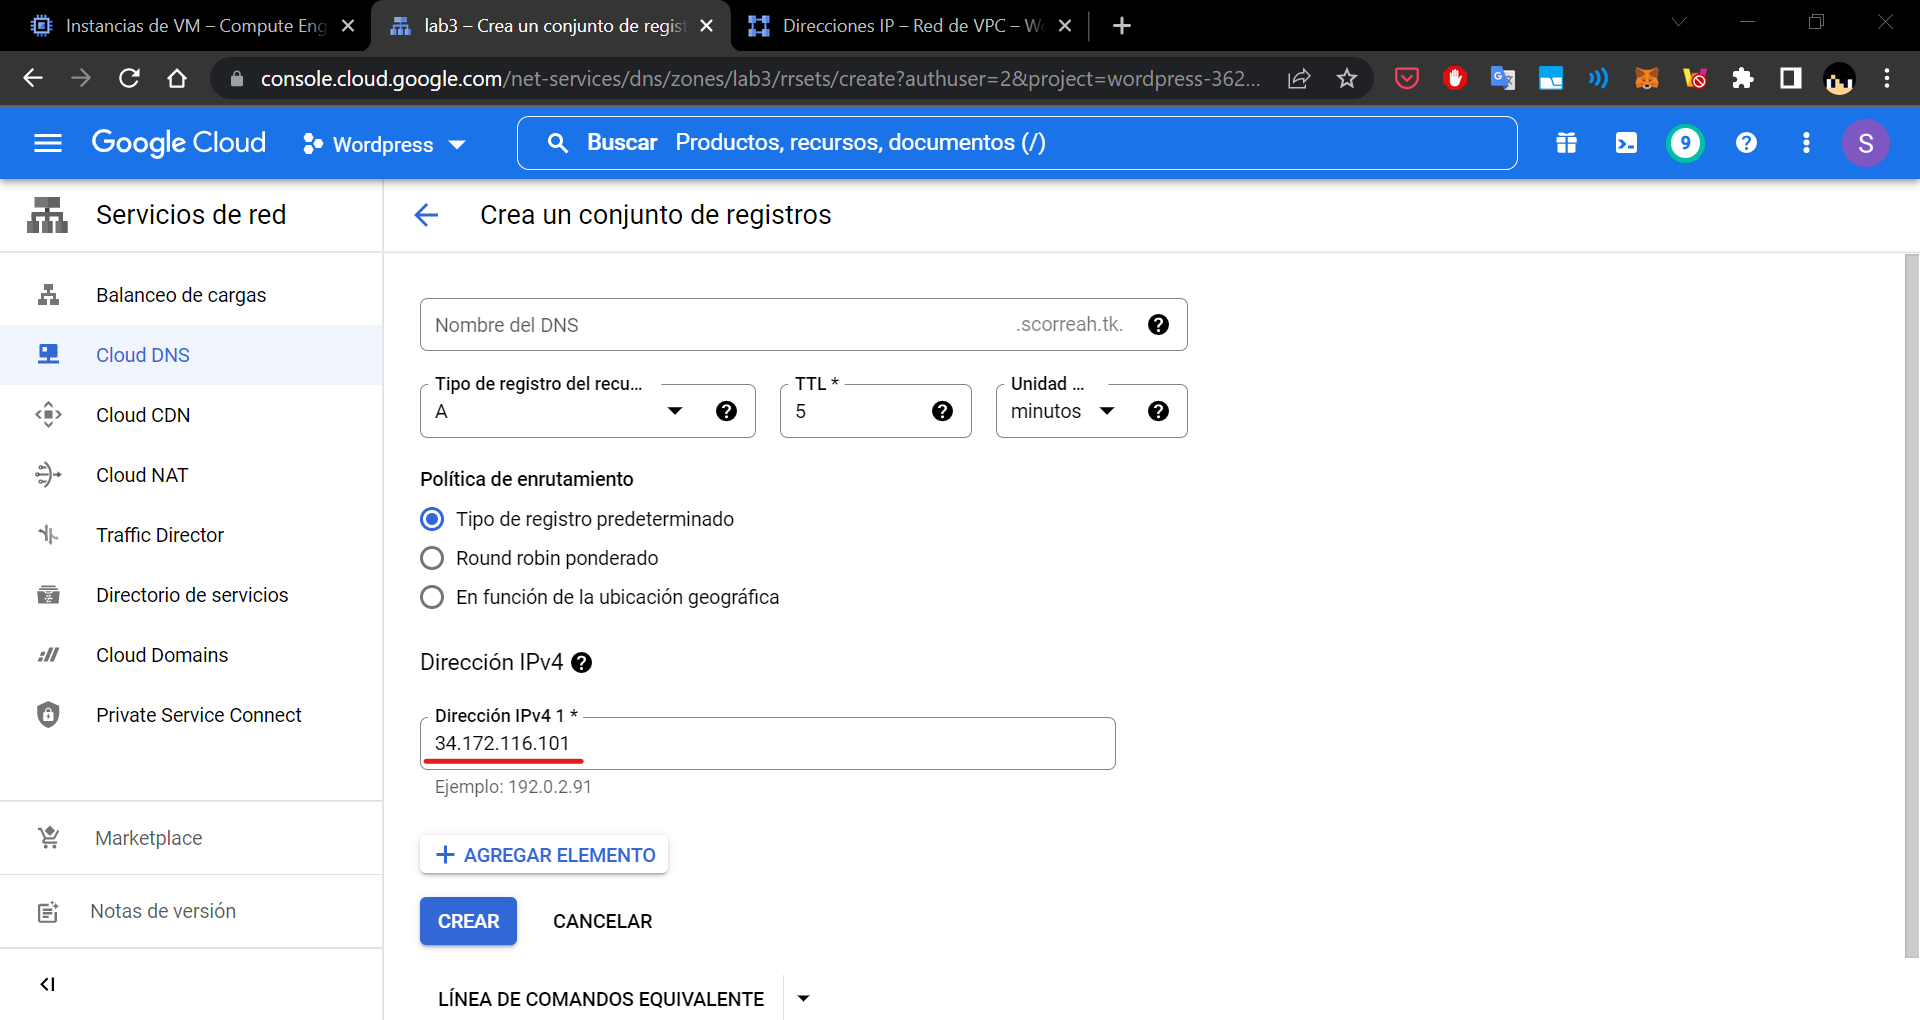 Instancias de VM – Compute Eng
lab3 – Crea un conjunto de regist
Direcciones IP – Red de VPC – Wo
console.cloud.google.com/net-services/dns/zones/lab3/rrsets/create?authuser=2&project=wordpress-362...
Google Cloud
Wordpress
Buscar Productos, recursos, documentos (/)
9
S
Servicios de red
Crea un conjunto de registros
Balanceo de cargas
Cloud DNS
Cloud CDN
Cloud NAT
Traffic Director
Directorio de servicios
Cloud Domains
Private Service Connect
Marketplace
Notas de versión
Nombre del DNS
.scorreah.tk.
Tipo de registro del recu...
A
TTL *
5
Unidad ...
minutos
Política de enrutamiento
Tipo de registro predeterminado
Round robin ponderado
En función de la ubicación geográfica
Dirección IPv4
Dirección IPv4 1 *
34.172.116.101
Ejemplo: 192.0.2.91
AGREGAR ELEMENTO
CREAR
CANCELAR
LÍNEA DE COMANDOS EQUIVALENTE